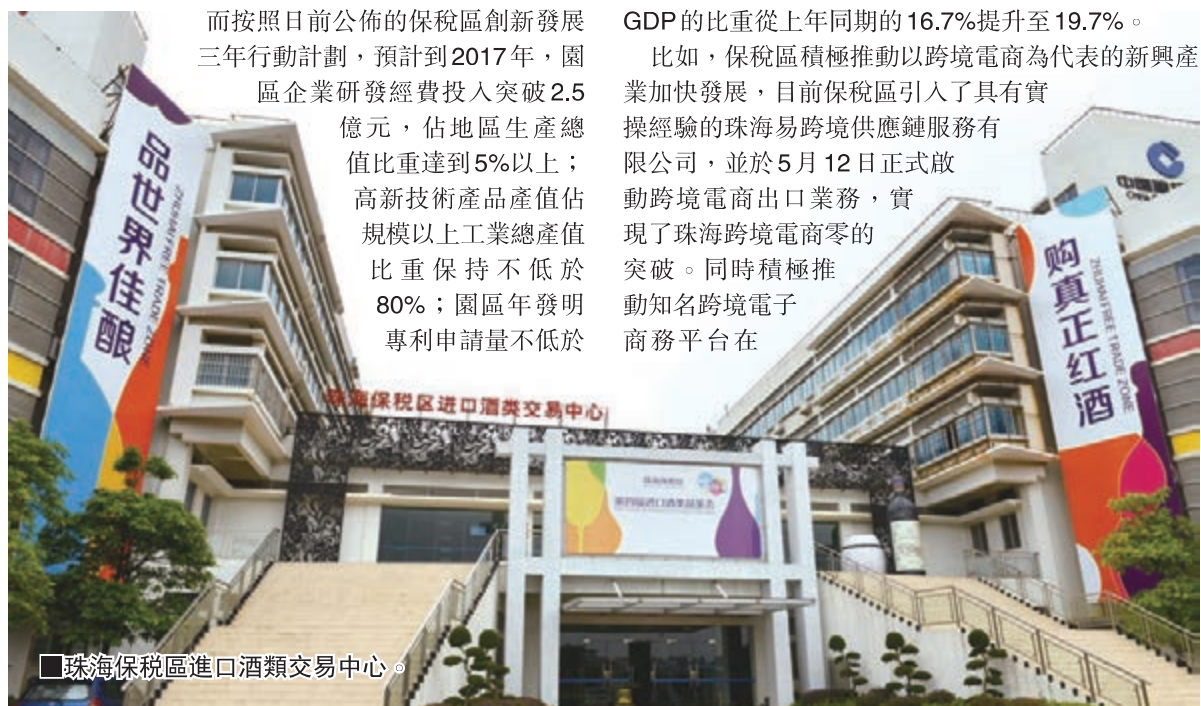 而按照日前公佈的保稅區創新發展
三年行動計劃，預計到2017年，園
區企業研發經費投入突破2.5
億元，佔地區生產總
值比重達到5%以上；
高新技術產品產值佔
規模以上工業總產值
比重保持不低於
80%；園區年發明
專利申請量不低於
GDP的比重從上年同期的16.7%提升至19.7%。
比如，保稅區積極推動以跨境電商為代表的新興產
業加快發展，目前保稅區引入了具有實
操經驗的珠海易跨境供應鏈服務有
限公司，並於5月12日正式啟
動跨境電商出口業務，實
現了珠海跨境電商零的
突破。同時積極推
動知名跨境電子
商務平台在
品世界佳酿
ZHUHAI FREE TRADE ZONE
购真正红酒
ZHUHAI FREE TRADE ZONE
珠海保税区进口酒类交易中心
■珠海保稅區進口酒類交易中心。